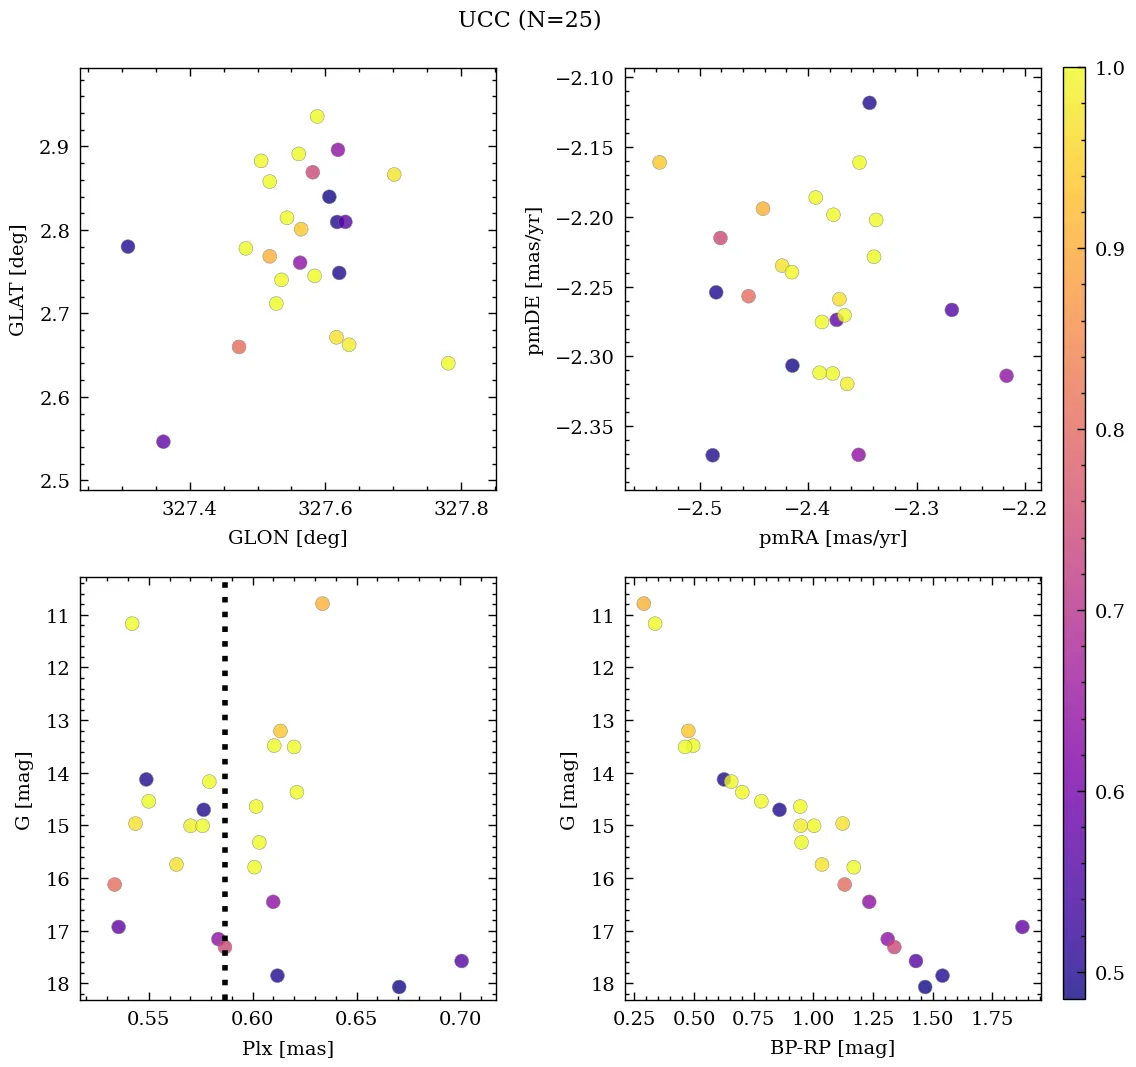 UCC (N=25)
2.9
2.8
2.7
2.6
2.5
GLAT [deg]
327.4 327.6 327.8
GLON [deg]
−2.10
−2.15
−2.20
−2.25
−2.30
−2.35
pmDE [mas/yr]
−2.5 −2.4 −2.3 −2.2
pmRA [mas/yr]
1.0
0.9
0.8
0.7
0.6
0.5
11
12
13
14
15
16
17
18
G [mag]
0.55 0.60 0.65 0.70
Plx [mas]
11
12
13
14
15
16
17
18
G [mag]
0.25 0.50 0.75 1.00 1.25 1.50 1.75
BP-RP [mag]